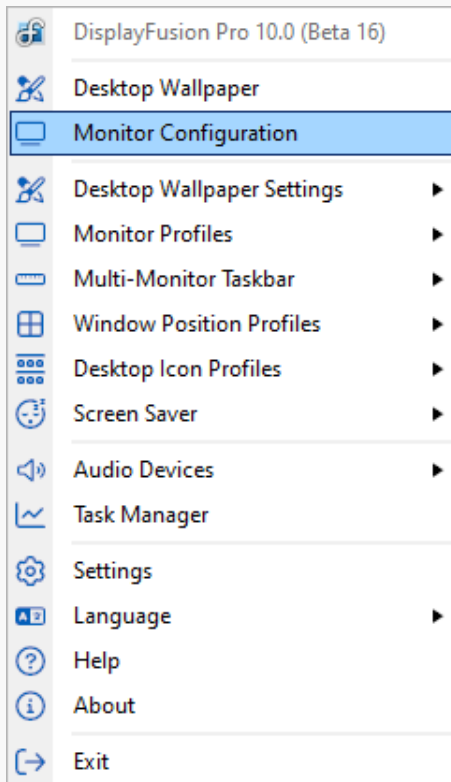 DisplayFusion Pro 10.0 (Beta 16)
Desktop Wallpaper
Monitor Configuration
Desktop Wallpaper Settings
Monitor Profiles
Multi-Monitor Taskbar
Window Position Profiles
Desktop Icon Profiles
Screen Saver
Audio Devices
Task Manager
Settings
Language
Help
About
Exit